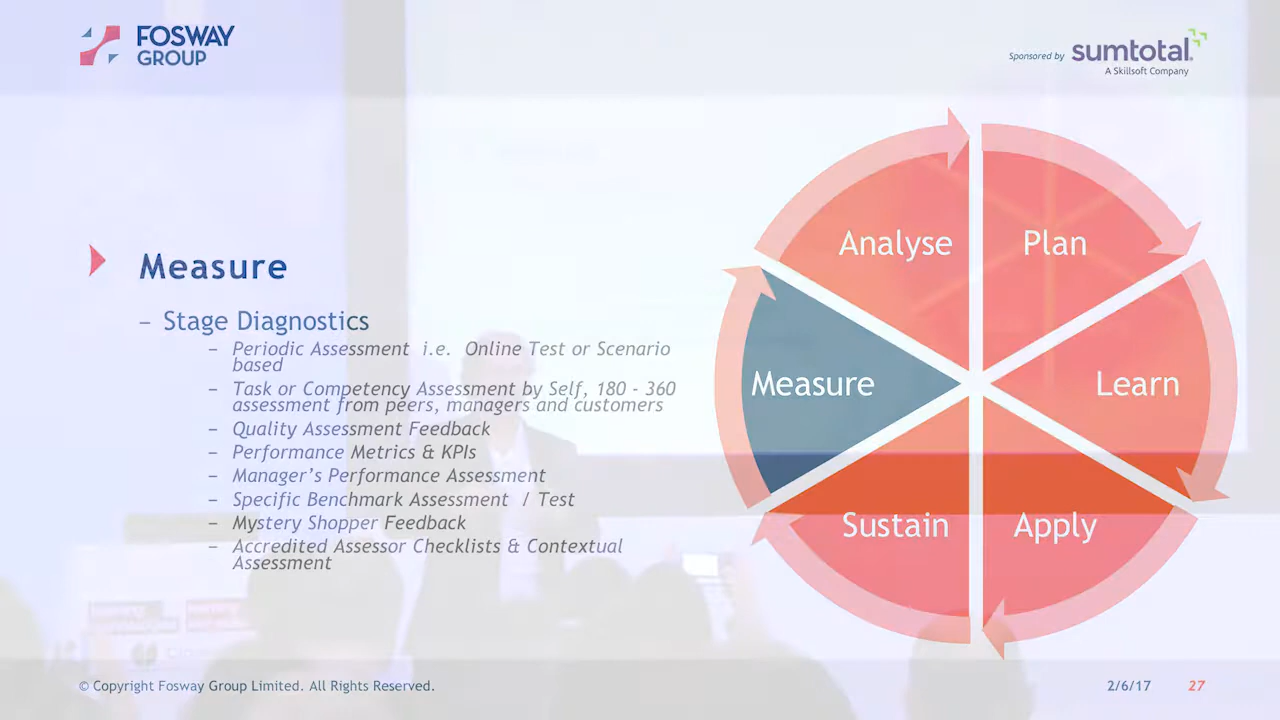 FOSWAY
GROUP
Sponsored by sumtotal
A Skillsoft Company
Measure
– Stage Diagnostics
– Periodic Assessment i.e. Online Test or Scenario
based
– Task or Competency Assessment by Self, 180 - 360
assessment from peers, managers and customers
– Quality Assessment Feedback
– Performance Metrics & KPIs
– Manager’s Performance Assessment
– Specific Benchmark Assessment / Test
– Mystery Shopper Feedback
– Accredited Assessor Checklists & Contextual
Assessment
Analyse
Plan
Measure
Learn
Sustain
Apply
© Copyright Fosway Group Limited. All Rights Reserved.
2/6/17
27